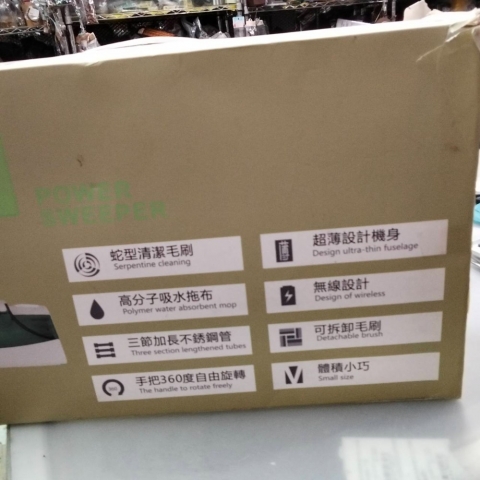 POWER
SWEEPER
蛇型清潔毛刷
Serpentine cleaning
高分子吸水拖布
Polymer water absorbent mop
三節加長不銹鋼管
Three section lengthened tubes
手把360度自由旋轉
The handle to rotate freely
超薄設計機身
Design ultra-thin fuselage
無線設計
Design of wireless
可拆卸毛刷
Detachable brush
體積小巧
Small size